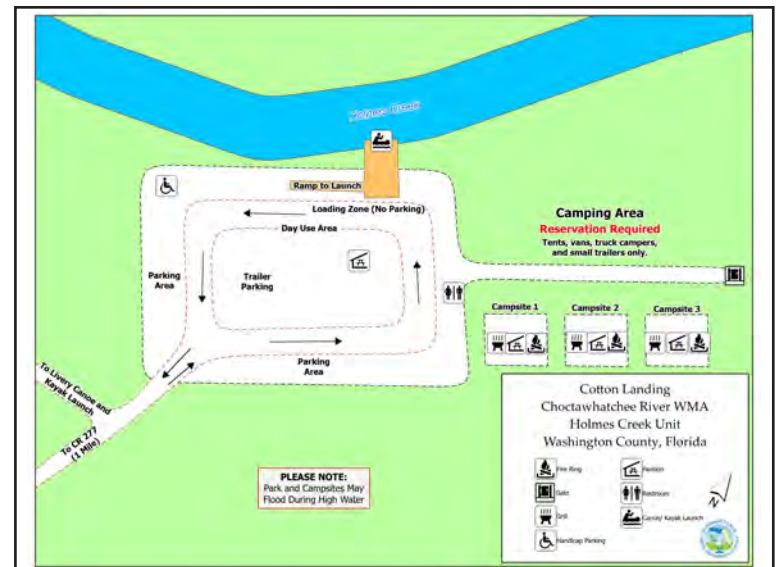 Holmes Creek
Ramp to Launch
Loading Zone (No Parking)
Day Use Area
Camping Area
Reservation Required
Tents, vans, truck campers,
and small trailers only.
Parking
Area
Trailer
Parking
Campsite 1
Campsite 2
Campsite 3
Parking
Area
To Livery Canoe and
Kayak Launch
To CR 277
(1 Mile)
PLEASE NOTE:
Park and Campsites May
Flood During High Water
Cotton Landing
Choctawhatchee River WMA
Holmes Creek Unit
Washington County, Florida
Fire Ring
Pavilion
Gate
Restroom
Grill
Canoe/ Kayak Launch
Handicap Parking
N